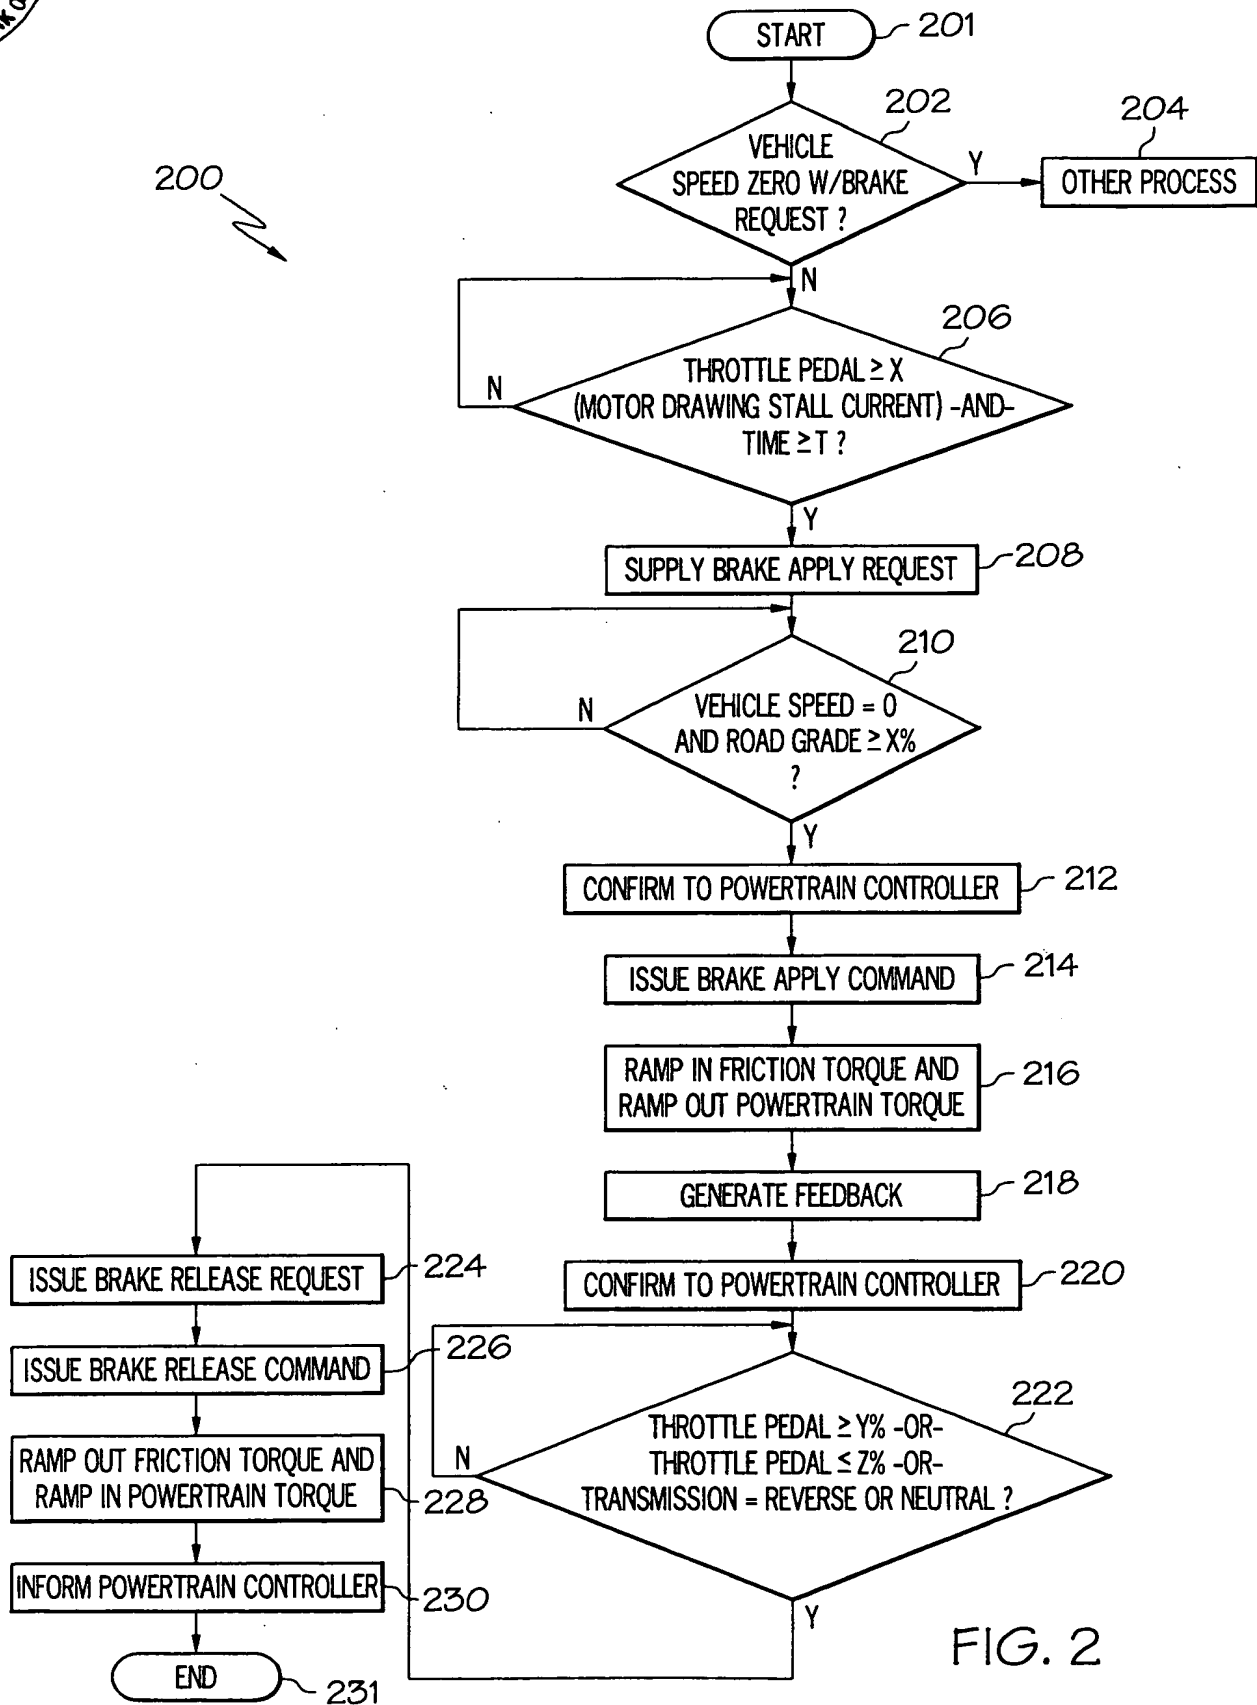 START
201
202
VEHICLE
SPEED ZERO W/BRAKE
REQUEST ?
Y
204
OTHER PROCESS
200
N
206
THROTTLE PEDAL ≥ X
(MOTOR DRAWING STALL CURRENT) -AND-
TIME ≥ T ?
N
Y
SUPPLY BRAKE APPLY REQUEST
208
210
VEHICLE SPEED = 0
AND ROAD GRADE ≥ X%
?
N
Y
CONFIRM TO POWERTRAIN CONTROLLER
212
ISSUE BRAKE APPLY COMMAND
214
RAMP IN FRICTION TORQUE AND
RAMP OUT POWERTRAIN TORQUE
216
GENERATE FEEDBACK
218
CONFIRM TO POWERTRAIN CONTROLLER
220
222
THROTTLE PEDAL ≥ Y% -OR-
THROTTLE PEDAL ≤ Z% -OR-
TRANSMISSION = REVERSE OR NEUTRAL ?
N
Y
ISSUE BRAKE RELEASE REQUEST
224
ISSUE BRAKE RELEASE COMMAND
226
RAMP OUT FRICTION TORQUE AND
RAMP IN POWERTRAIN TORQUE
228
INFORM POWERTRAIN CONTROLLER
230
END
231
FIG. 2